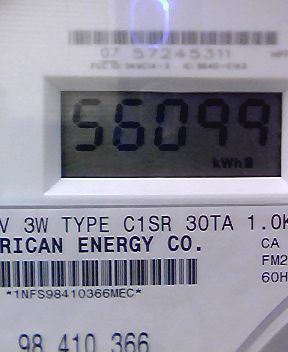 07 57245311
56099
kWh
V 3W TYPE C1SR 30TA 1.0K
RICAN ENERGY CO.
CA
FM2
60H
*1NFS98410366MEC*
98 410 366